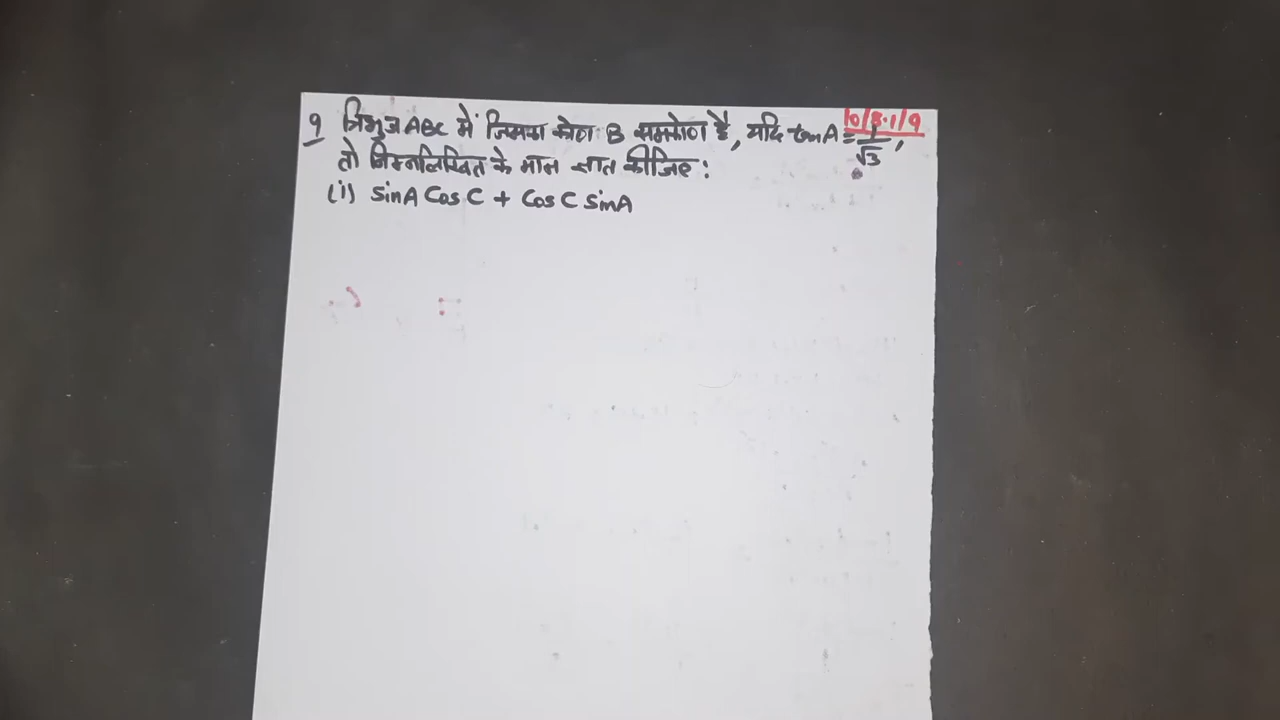 10/8.1/9
9 त्रिभुज ABC में जिसका कोण B समकोण है, यदि tanA = 1/√3,
तो निम्नलिखित के मान ज्ञात कीजिए:
(i) SinA Cos C + Cos C SinA